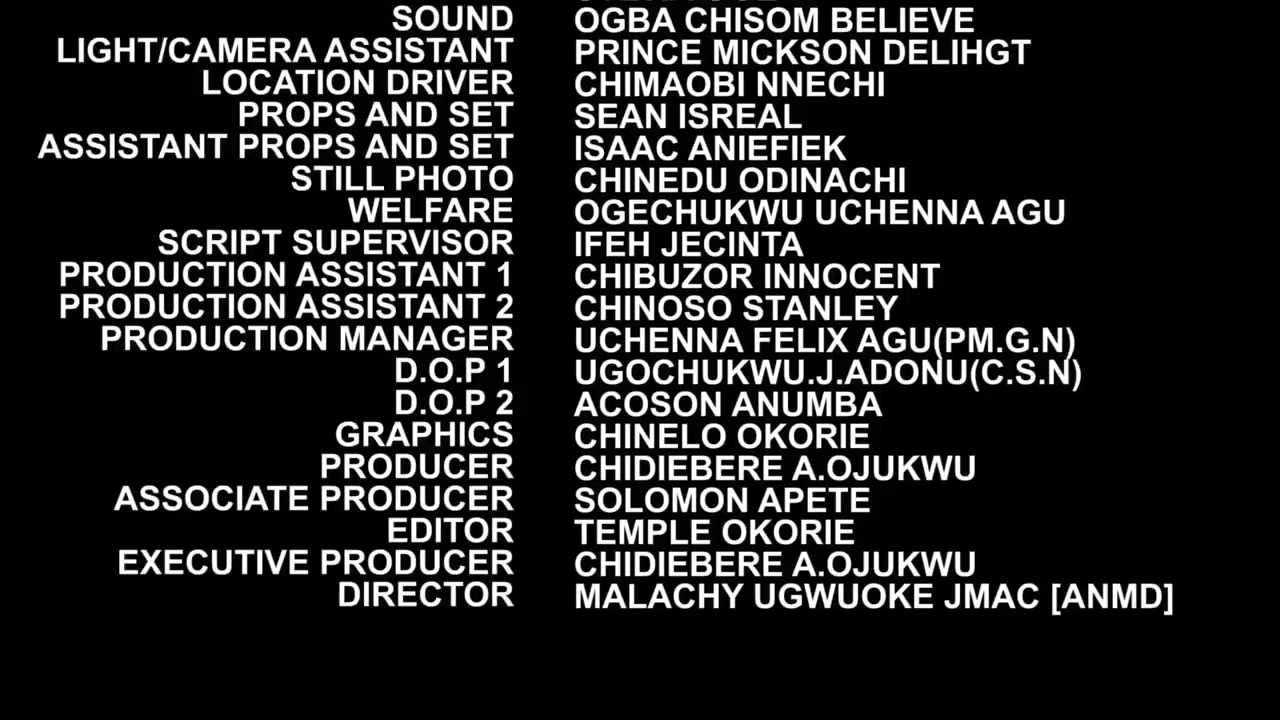 SOUND OGBA CHISOM BELIEVE
LIGHT/CAMERA ASSISTANT PRINCE MICKSON DELIHGT
LOCATION DRIVER CHIMAOBI NNECHI
PROPS AND SET SEAN ISREAL
ASSISTANT PROPS AND SET ISAAC ANIEFIEK
STILL PHOTO CHINEDU ODINACHI
WELFARE OGECHUKWU UCHENNA AGU
SCRIPT SUPERVISOR IFEH JECINTA
PRODUCTION ASSISTANT 1 CHIBUZOR INNOCENT
PRODUCTION ASSISTANT 2 CHINOSO STANLEY
PRODUCTION MANAGER UCHENNA FELIX AGU(PM.G.N)
D.O.P 1 UGOCHUKWU.J.ADONU(C.S.N)
D.O.P 2 ACOSON ANUMBA
GRAPHICS CHINELO OKORIE
PRODUCER CHIDIEBERE A.OJUKWU
ASSOCIATE PRODUCER SOLOMON APETE
EDITOR TEMPLE OKORIE
EXECUTIVE PRODUCER CHIDIEBERE A.OJUKWU
DIRECTOR MALACHY UGWUOKE JMAC [ANMD]